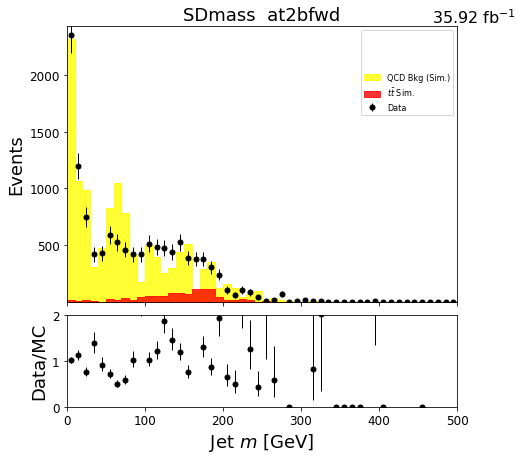 SDmass at2bfwd
35.92 fb⁻¹
QCD Bkg (Sim.)
tt̄ Sim.
Data
Events
2000
1500
1000
500
Data/MC
2
1
0
0 100 200 300 400 500
Jet m [GeV]